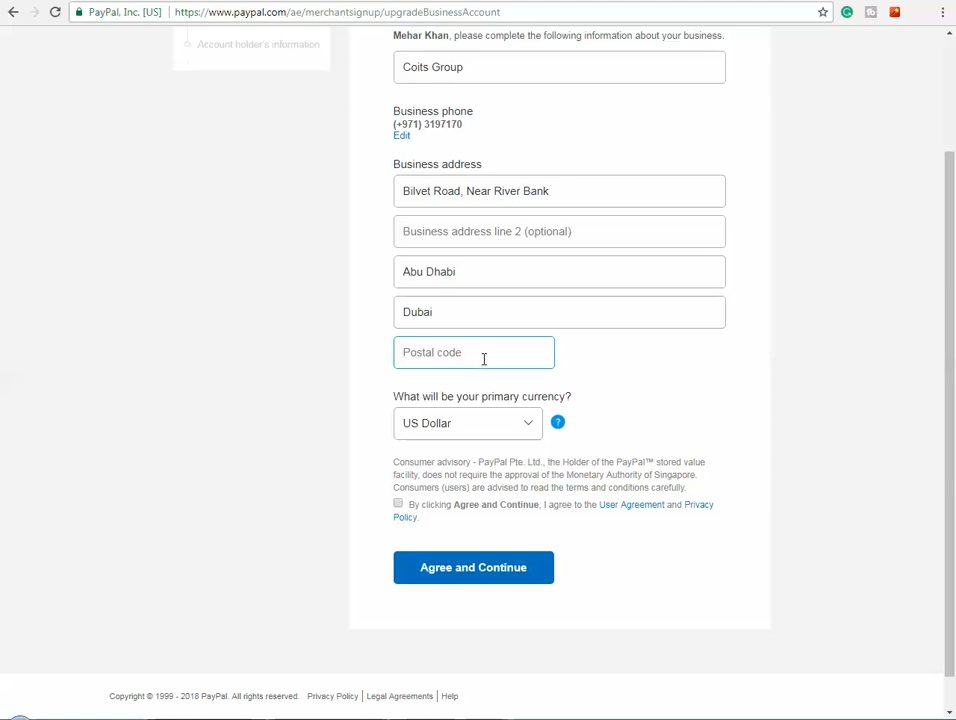 PayPal, Inc. [US] https://www.paypal.com/ae/merchantsignup/upgradeBusinessAccount
Account holder's information
Mehar Khan, please complete the following information about your business.
Coits Group
Business phone
(+971) 3197170
Edit
Business address
Bilvet Road, Near River Bank
Business address line 2 (optional)
Abu Dhabi
Dubai
Postal code
What will be your primary currency?
US Dollar
?
Consumer advisory - PayPal Pte. Ltd., the Holder of the PayPal™ stored value
facility, does not require the approval of the Monetary Authority of Singapore.
Consumers (users) are advised to read the terms and conditions carefully.
By clicking Agree and Continue, I agree to the User Agreement and Privacy
Policy.
Agree and Continue
Copyright © 1999 - 2018 PayPal. All rights reserved. Privacy Policy | Legal Agreements | Help